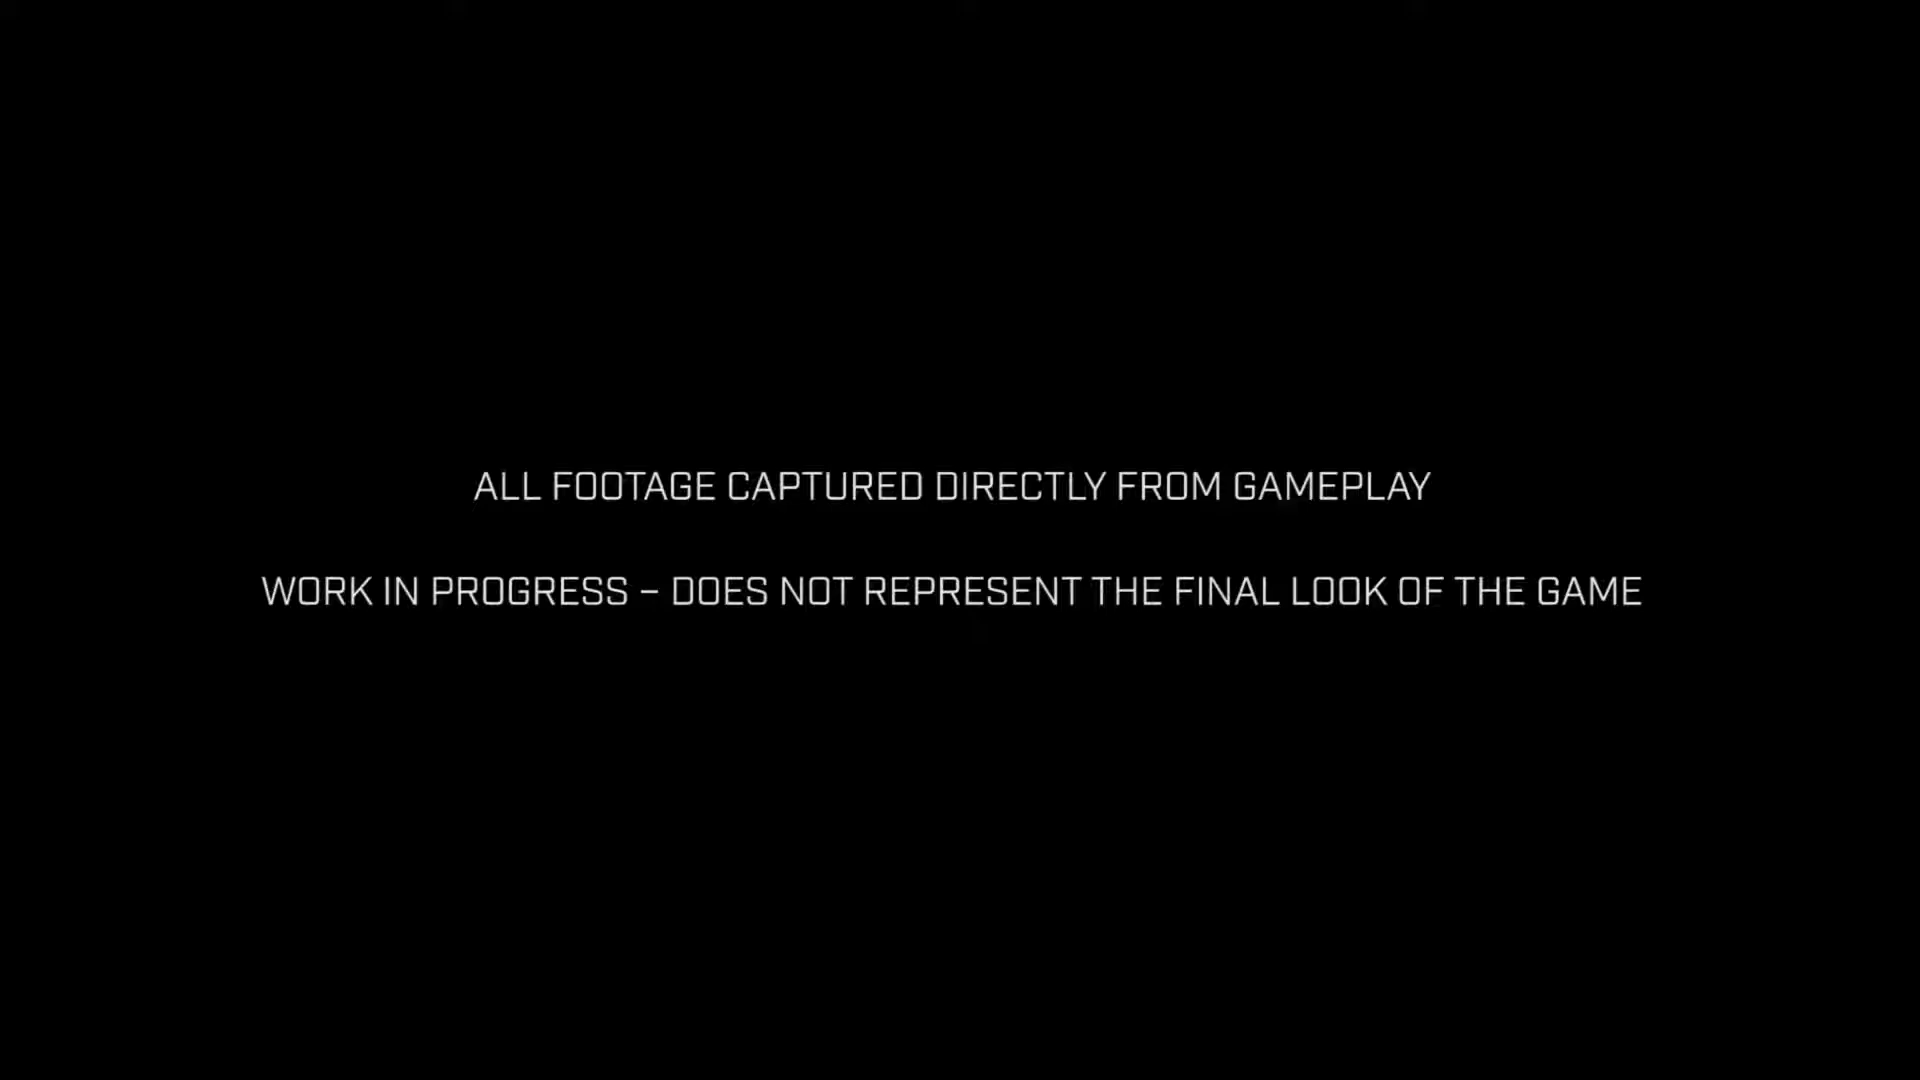 ALL FOOTAGE CAPTURED DIRECTLY FROM GAMEPLAY
WORK IN PROGRESS – DOES NOT REPRESENT THE FINAL LOOK OF THE GAME